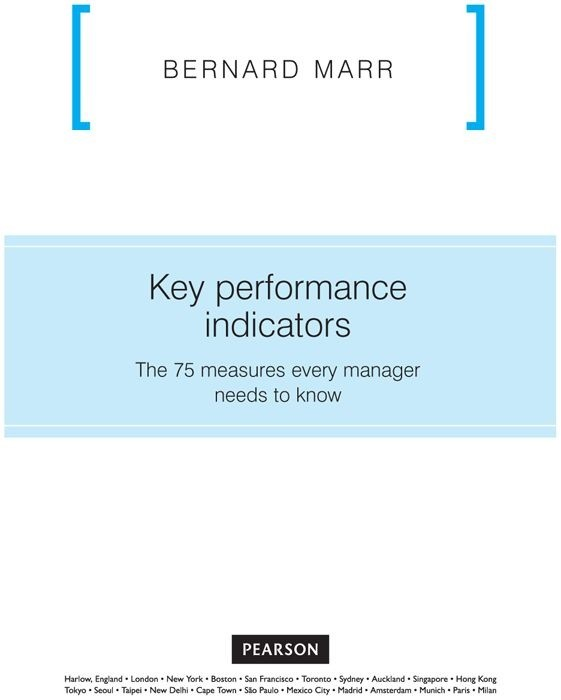 BERNARD MARR
Key performance
indicators
The 75 measures every manager
needs to know
PEARSON
Harlow, England • London • New York • Boston • San Francisco • Toronto • Sydney • Auckland • Singapore • Hong Kong
Tokyo • Seoul • Taipei • New Delhi • Cape Town • São Paulo • Mexico City • Madrid • Amsterdam • Munich • Paris • Milan